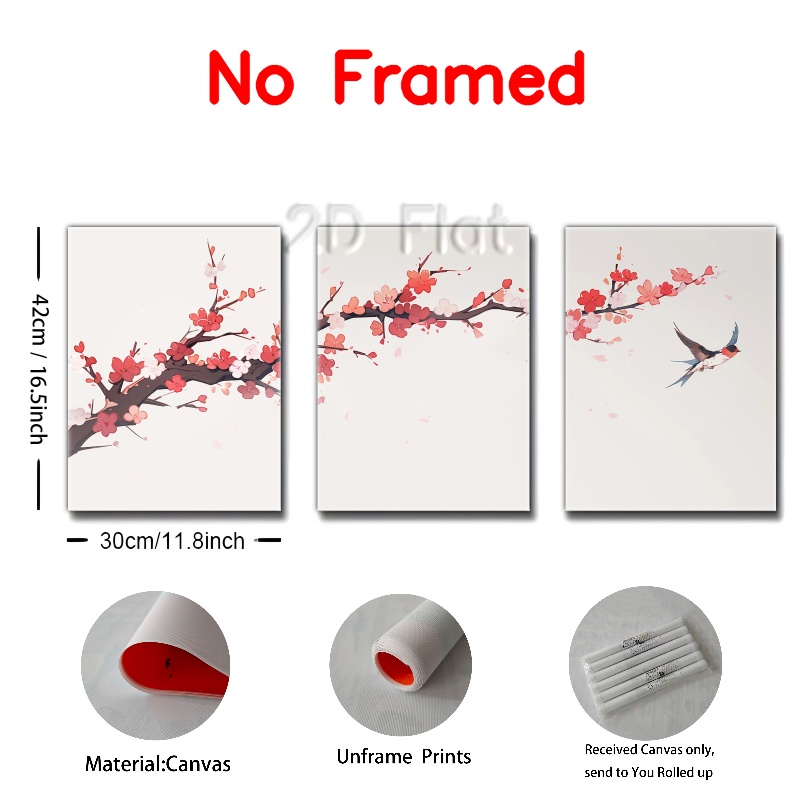 No Framed
2.D Flat
42cm / 16.5inch
30cm/11.8inch
Material:Canvas
Unframe Prints
Received Canvas only,
send to You Rolled up